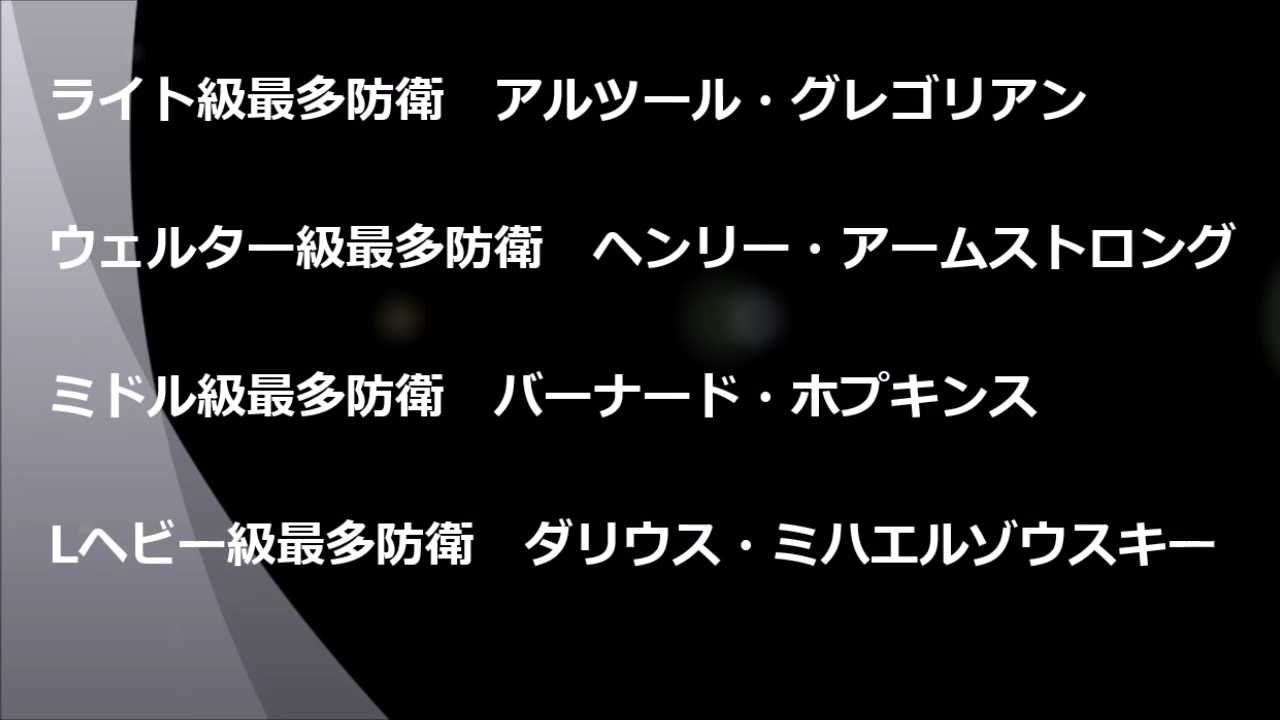 ライト級最多防衛　アルツール・グレゴリアン
ウェルター級最多防衛　ヘンリー・アームストロング
ミドル級最多防衛　バーナード・ホプキンス
Lヘビー級最多防衛　ダリウス・ミハエルゾウスキー